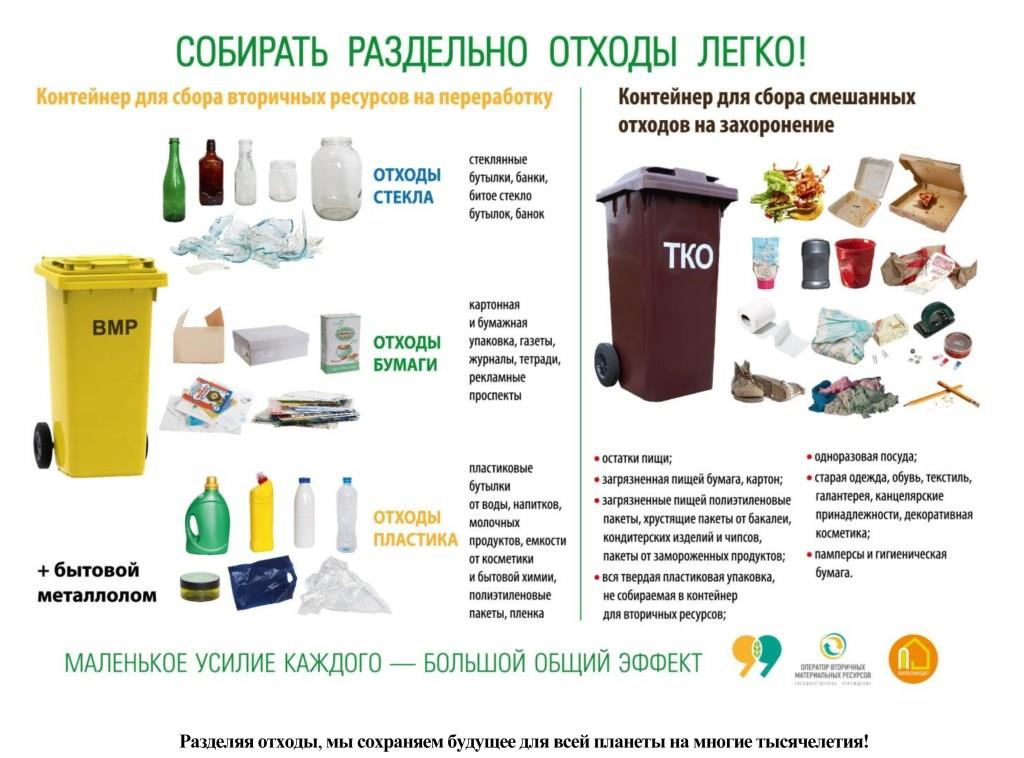 СОБИРАТЬ РАЗДЕЛЬНО ОТХОДЫ ЛЕГКО!
Контейнер для сбора вторичных ресурсов на переработку
ВМР
ОТХОДЫ
СТЕКЛА
стеклянные
бутылки, банки,
битое стекло
бутылок, банок
ОТХОДЫ
БУМАГИ
картонная
и бумажная
упаковка, газеты,
журналы, тетради,
рекламные
проспекты
ОТХОДЫ
ПЛАСТИКА
пластиковые
бутылки
от воды, напитков,
молочных
продуктов, емкости
от косметики
и бытовой химии,
полиэтиленовые
пакеты, пленка
+ бытовой
металлолом
Контейнер для сбора смешанных
отходов на захоронение
ТКО
• остатки пищи;
• загрязненная пищей бумага, картон;
• загрязненные пищей полиэтиленовые
пакеты, хрустящие пакеты от бакалеи,
кондитерских изделий и чипсов,
пакеты от замороженных продуктов;
• вся твердая пластиковая упаковка,
не собираемая в контейнер
для вторичных ресурсов;
• одноразовая посуда;
• старая одежда, обувь, текстиль,
галантерея, канцелярские
принадлежности, декоративная
косметика;
• памперсы и гигиеническая
бумага.
МАЛЕНЬКОЕ УСИЛИЕ КАЖДОГО — БОЛЬШОЙ ОБЩИЙ ЭФФЕКТ
ОПЕРАТОР ВТОРИЧНЫХ
МАТЕРИАЛЬНЫХ РЕСУРСОВ
ГОСУДАРСТВЕННОЕ УЧРЕЖДЕНИЕ
Разделяя отходы, мы сохраняем будущее для всей планеты на многие тысячелетия!